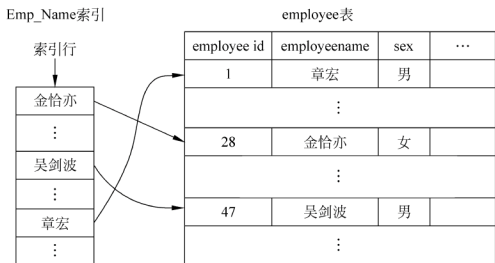 Emp_Name索引
索引行
金恰亦
⋮
吴剑波
⋮
章宏
⋮
employee表
employee id employeename sex …
1 章宏 男
⋮
28 金恰亦 女
⋮
47 吴剑波 男
⋮